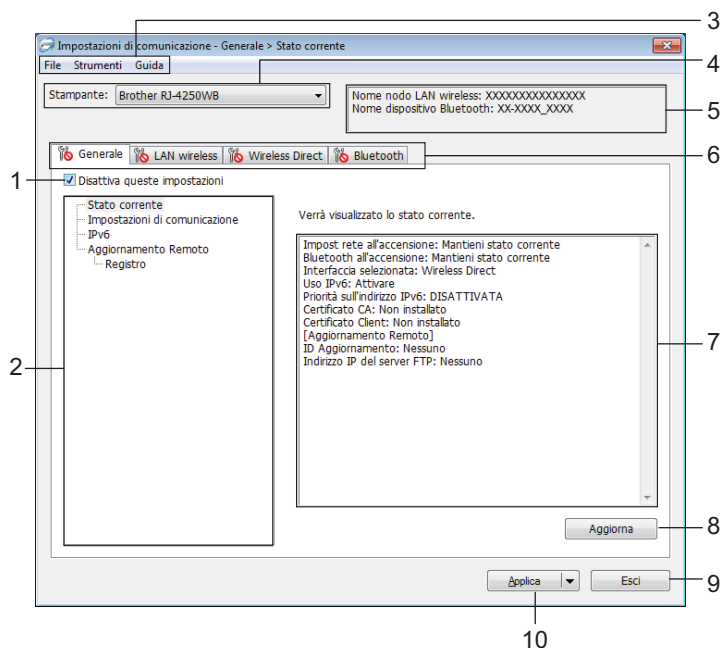 3
Impostazioni di comunicazione - Generale > Stato corrente
File Strumenti Guida
4
Stampante: Brother RJ-4250WB
Nome nodo LAN wireless: XXXXXXXXXXXXXXX
Nome dispositivo Bluetooth: XX-XXXX_XXXX
5
Generale LAN wireless Wireless Direct Bluetooth
6
1
Disattiva queste impostazioni
Stato corrente
Impostazioni di comunicazione
IPv6
Aggiornamento Remoto
Registro
2
Verrà visualizzato lo stato corrente.
Impost rete all'accensione: Mantieni stato corrente
Bluetooth all'accensione: Mantieni stato corrente
Interfaccia selezionata: Wireless Direct
Uso IPv6: Attivare
Priorità sull'indirizzo IPv6: DISATTIVATA
Certificato CA: Non installato
Certificato Client: Non installato
[Aggiornamento Remoto]
ID Aggiornamento: Nessuno
Indirizzo IP del server FTP: Nessuno
7
Aggiorna
8
Applica
Esci
9
10